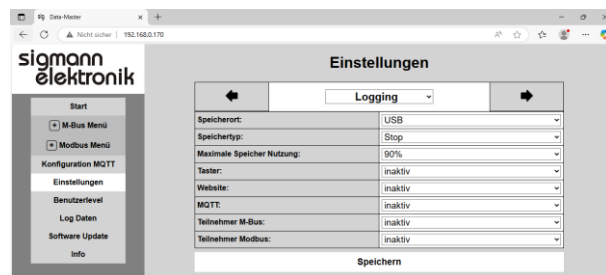 Data-Master
Nicht sicher
192.168.0.170
sigmann
elektronik
Einstellungen
Start
M-Bus Menü
Modbus Menü
Konfiguration MQTT
Einstellungen
Benutzerlevel
Log Daten
Software Update
Info
Logging
Speicherort: USB
Speichertyp: Stop
Maximale Speicher Nutzung: 90%
Taster: inaktiv
Website: inaktiv
MQTT: inaktiv
Teilnehmer M-Bus: inaktiv
Teilnehmer Modbus: inaktiv
Speichern